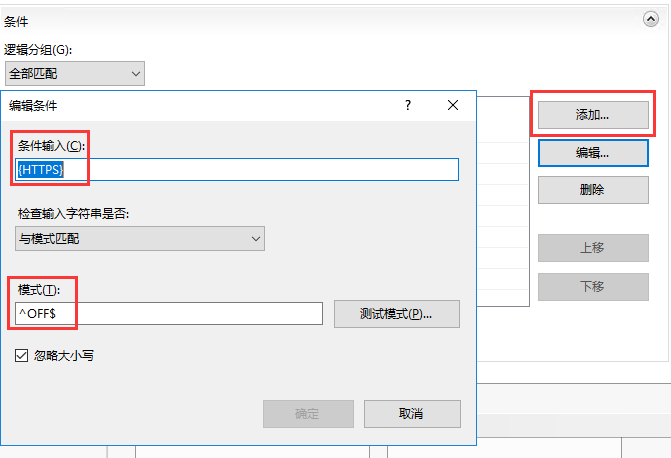 条件
逻辑分组(G):
全部匹配
编辑条件
?
添加...
条件输入(C):
{HTTPS}
编辑...
删除
检查输入字符串是否:
与模式匹配
上移
模式(T):
下移
^OFF$
测试模式(P)...
忽略大小写
确定
取消